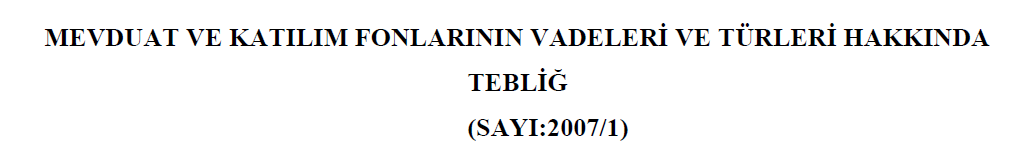 MEVDUAT VE KATILIM FONLARININ VADELERİ VE TÜRLERİ HAKKINDA
TEBLİĞ
(SAYI:2007/1)